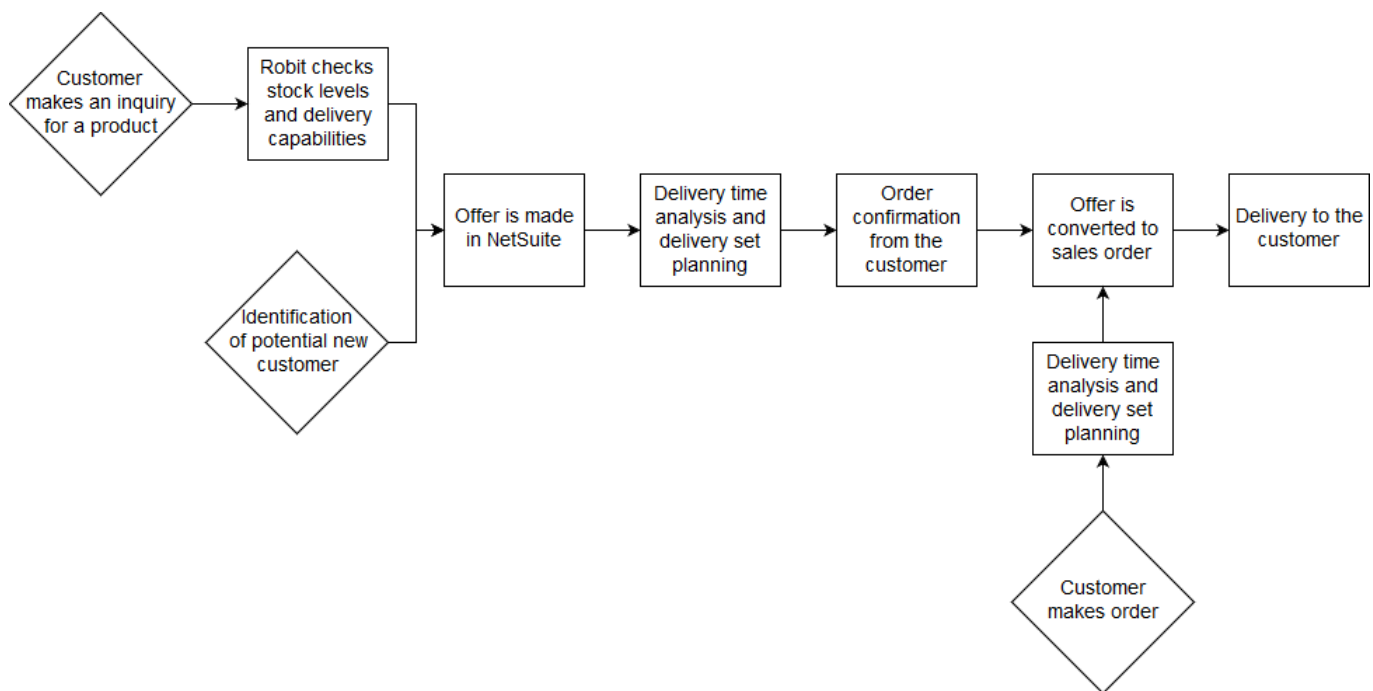 Customer
makes an inquiry
for a product
Robit checks
stock levels
and delivery
capabilities
Identification
of potential new
customer
Offer is made
in NetSuite
Delivery time
analysis and
delivery set
planning
Order
confirmation
from the
customer
Offer is
converted to
sales order
Delivery to the
customer
Delivery time
analysis and
delivery set
planning
Customer
makes order